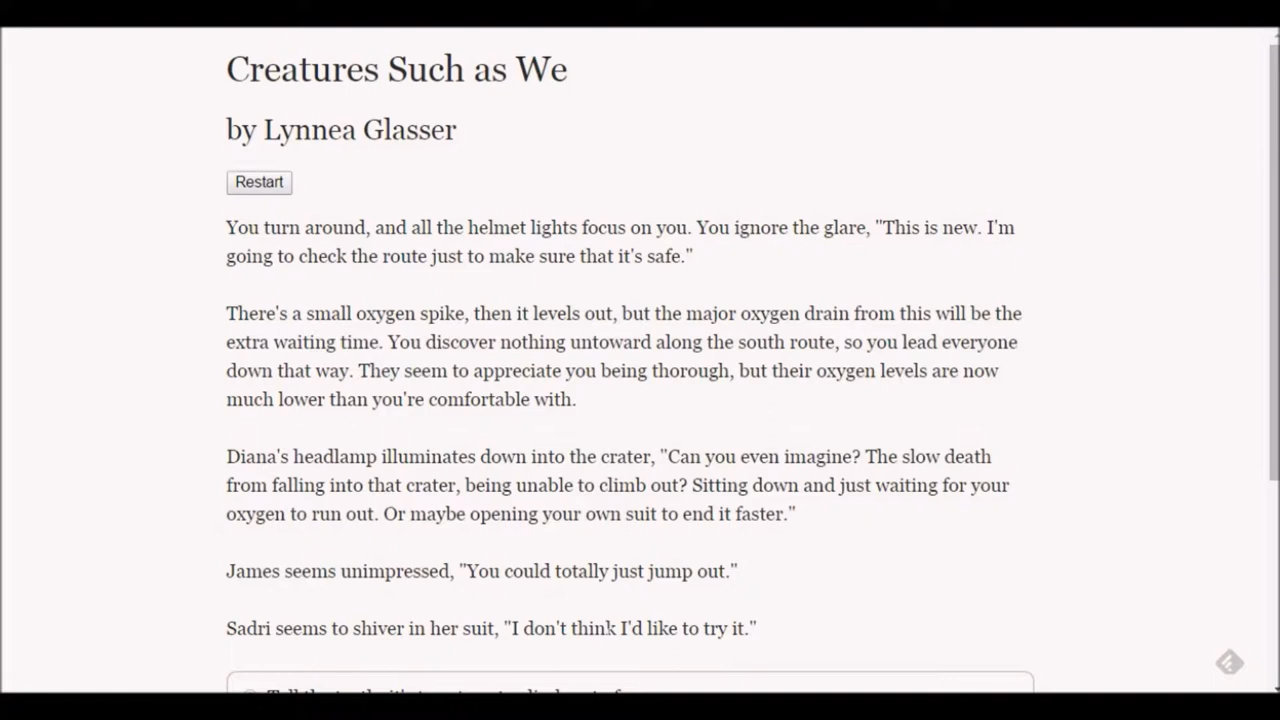 Creatures Such as We
by Lynnea Glasser
Restart
You turn around, and all the helmet lights focus on you. You ignore the glare, "This is new. I'm
going to check the route just to make sure that it's safe."
There's a small oxygen spike, then it levels out, but the major oxygen drain from this will be the
extra waiting time. You discover nothing untoward along the south route, so you lead everyone
down that way. They seem to appreciate you being thorough, but their oxygen levels are now
much lower than you're comfortable with.
Diana's headlamp illuminates down into the crater, "Can you even imagine? The slow death
from falling into that crater, being unable to climb out? Sitting down and just waiting for your
oxygen to run out. Or maybe opening your own suit to end it faster."
James seems unimpressed, "You could totally just jump out."
Sadri seems to shiver in her suit, "I don't think I'd like to try it."